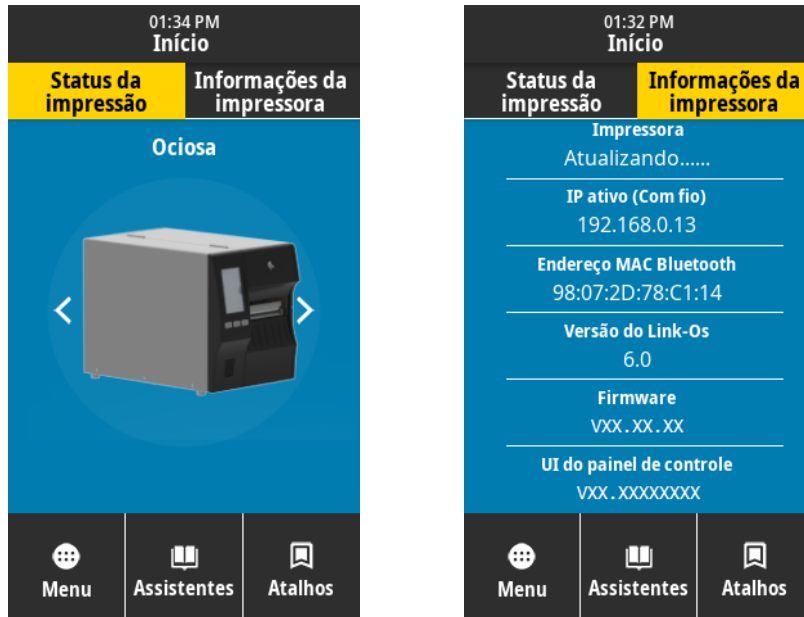 01:34 PM
Início
Status da
impressão
Informações da
impressora
Ociosa
Menu
Assistentes
Atalhos
01:32 PM
Início
Status da
impressão
Informações da
impressora
Impressora
Atualizando......
IP ativo (Com fio)
192.168.0.13
Endereço MAC Bluetooth
98:07:2D:78:C1:14
Versão do Link-Os
6.0
Firmware
VXX.XX.XX
UI do painel de controle
VXX.XXXXXXXX
Menu
Assistentes
Atalhos